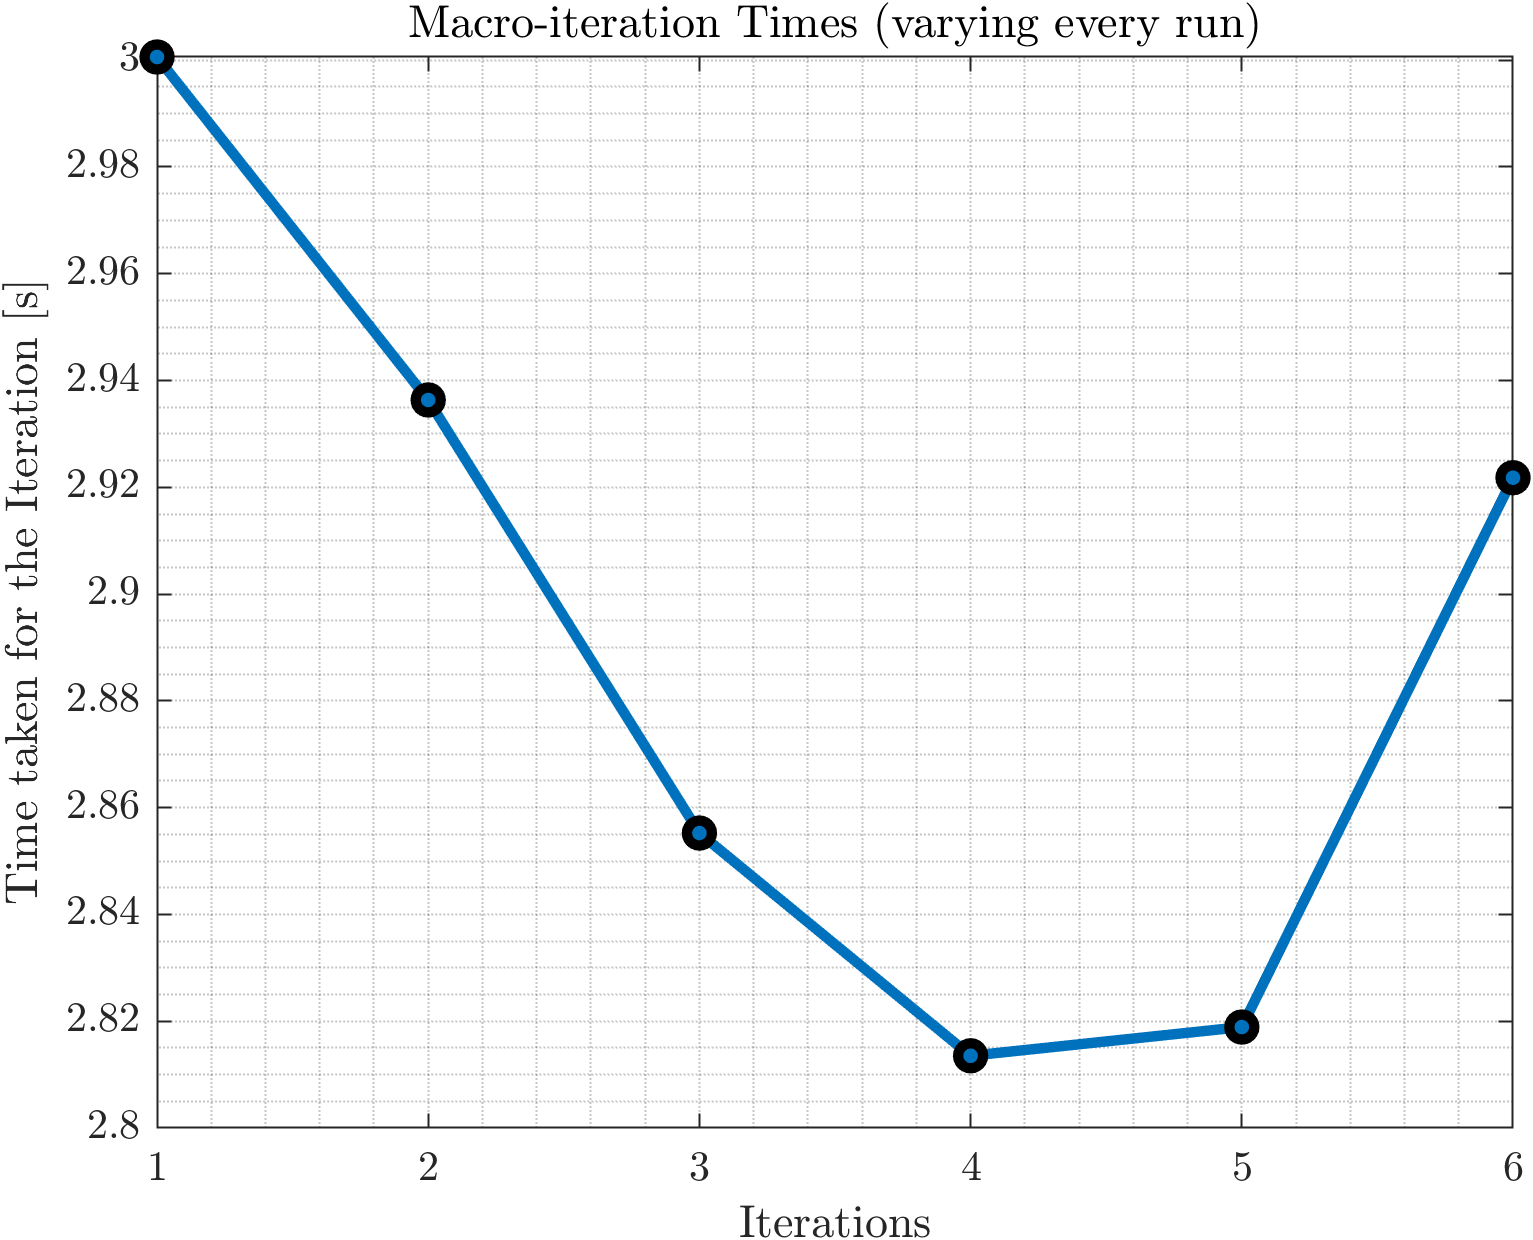 Macro-iteration Times (varying every run)
Time taken for the Iteration [s]
3
2.98
2.96
2.94
2.92
2.9
2.88
2.86
2.84
2.82
2.8
1 2 3 4 5 6
Iterations